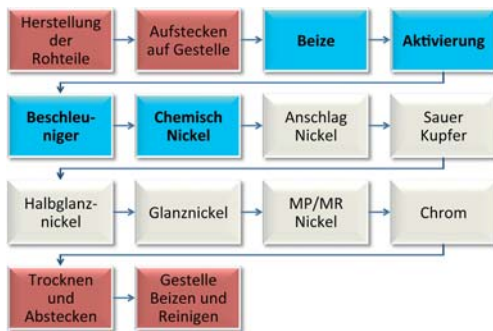 Herstellung
der
Rohteile
Aufstecken
auf Gestelle
Beize
Aktivierung
Beschleu-
niger
Chemisch
Nickel
Anschlag
Nickel
Sauer
Kupfer
Halbglanz-
nickel
Glanznickel
MP/MR
Nickel
Chrom
Trocknen
und
Abstecken
Gestelle
Beizen und
Reinigen